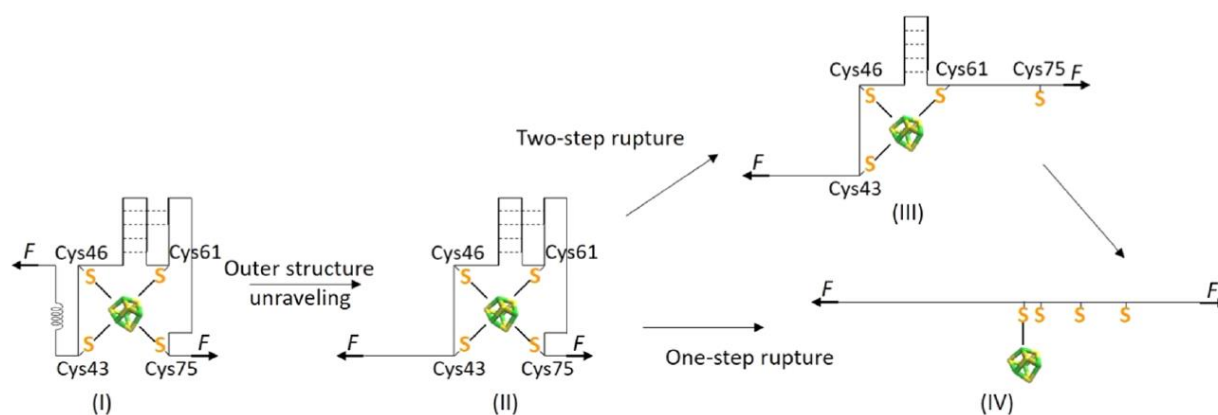 Cys46
Cys61
Cys75
F
S
S
S
Two-step rupture
F
S
Cys43
(III)
F
Cys46
Cys61
S
S
Outer structure
unraveling
S
S
F
Cys43
Cys75
(I)
Cys46
Cys61
S
S
F
S
S
F
Cys43
Cys75
(II)
One-step rupture
F
F
S
S
S
S
(IV)